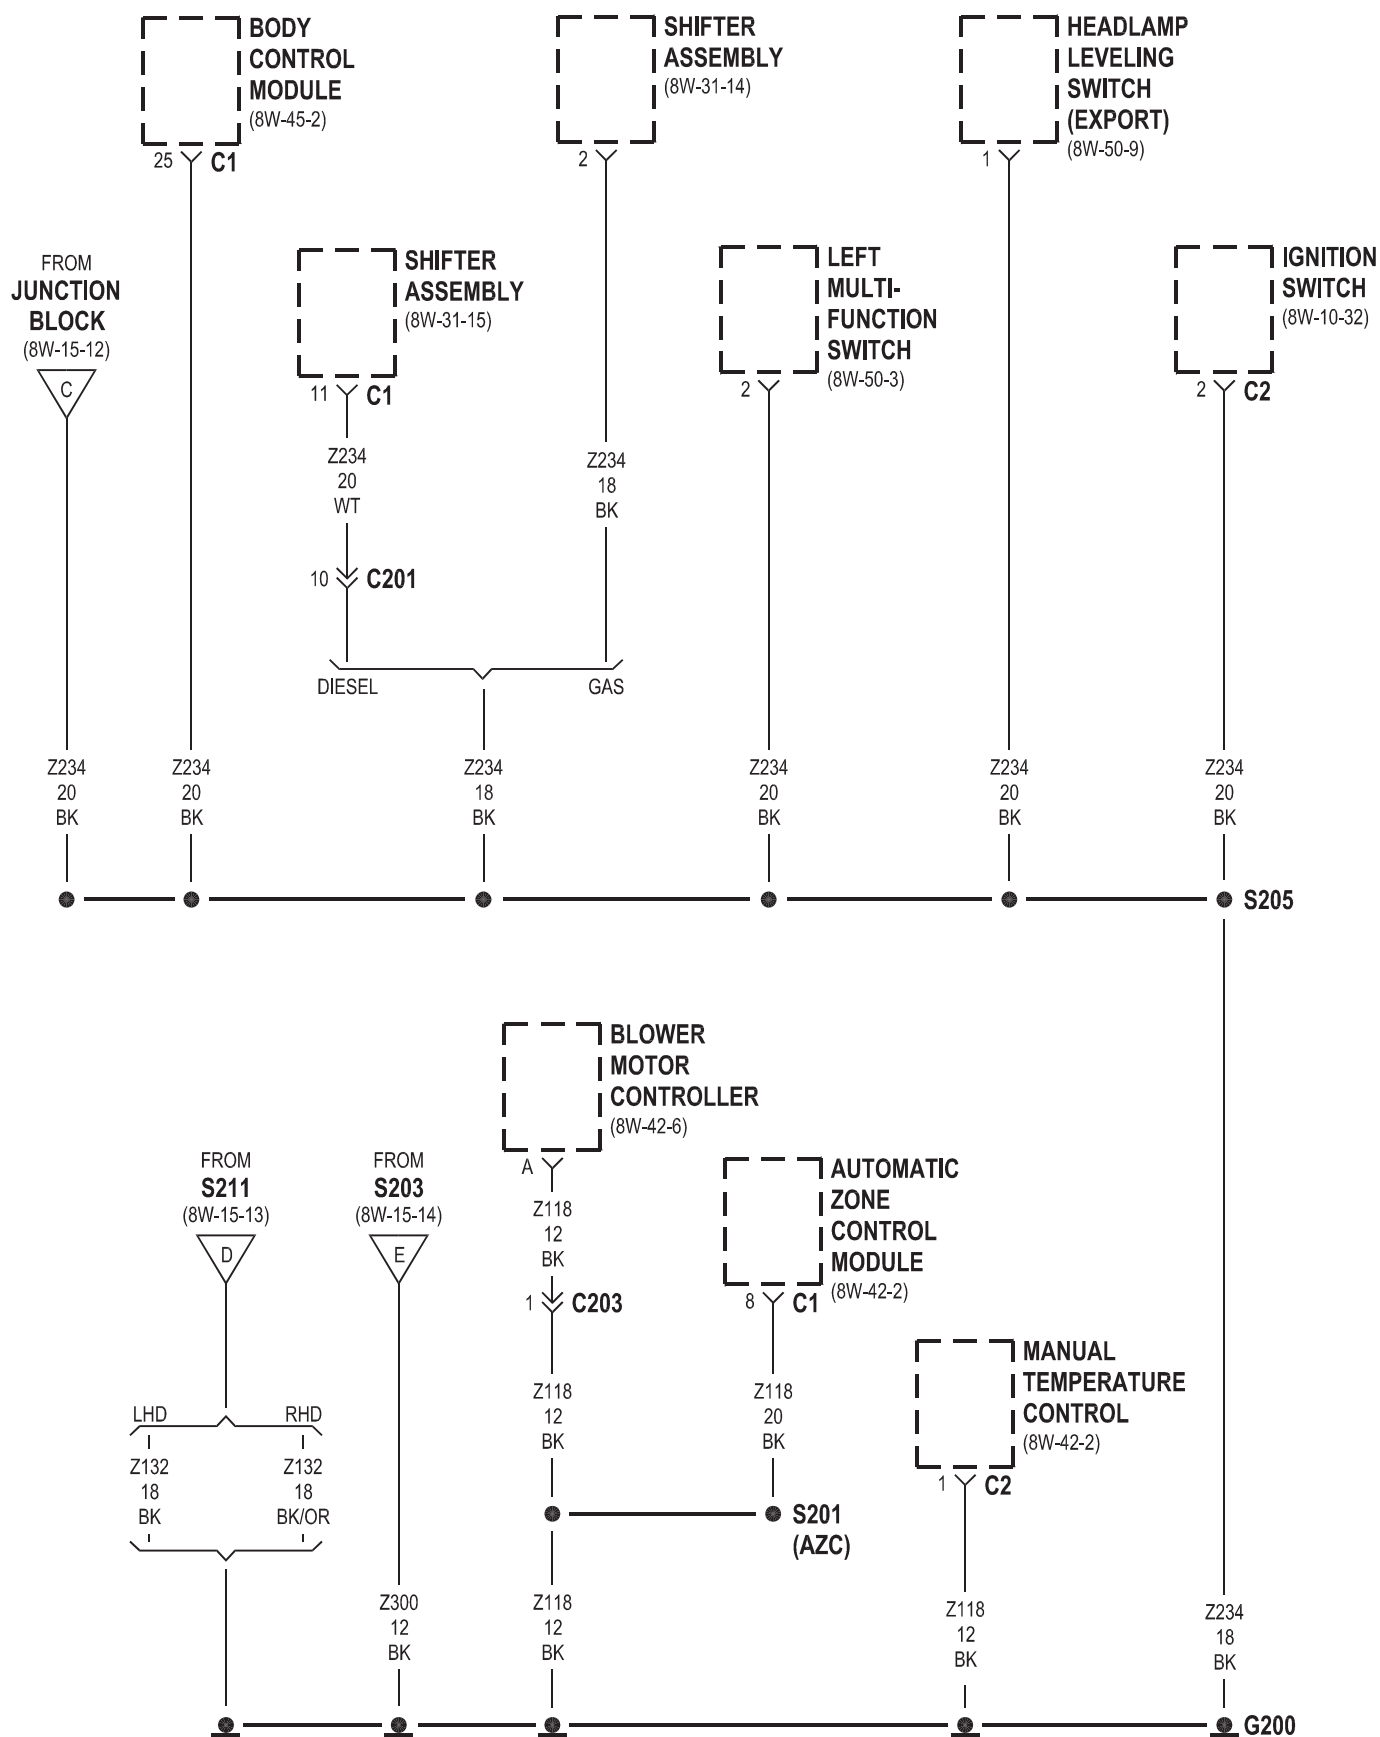 BODY
CONTROL
MODULE
(8W-45-2)
25
C1
SHIFTER
ASSEMBLY
(8W-31-14)
2
HEADLAMP
LEVELING
SWITCH
(EXPORT)
(8W-50-9)
1
FROM
JUNCTION
BLOCK
(8W-15-12)
C
SHIFTER
ASSEMBLY
(8W-31-15)
11
C1
LEFT
MULTI-
FUNCTION
SWITCH
(8W-50-3)
2
IGNITION
SWITCH
(8W-10-32)
2
C2
Z234
20
WT
Z234
18
BK
10
C201
DIESEL
GAS
Z234
20
BK
Z234
20
BK
Z234
18
BK
Z234
20
BK
Z234
20
BK
Z234
20
BK
S205
BLOWER
MOTOR
CONTROLLER
(8W-42-6)
A
FROM
S211
(8W-15-13)
D
FROM
S203
(8W-15-14)
E
Z118
12
BK
1
C203
AUTOMATIC
ZONE
CONTROL
MODULE
(8W-42-2)
8
C1
MANUAL
TEMPERATURE
CONTROL
(8W-42-2)
1
C2
LHD
RHD
Z132
18
BK
Z132
18
BK/OR
Z118
12
BK
Z118
20
BK
S201
(AZC)
Z300
12
BK
Z118
12
BK
Z118
12
BK
Z234
18
BK
G200